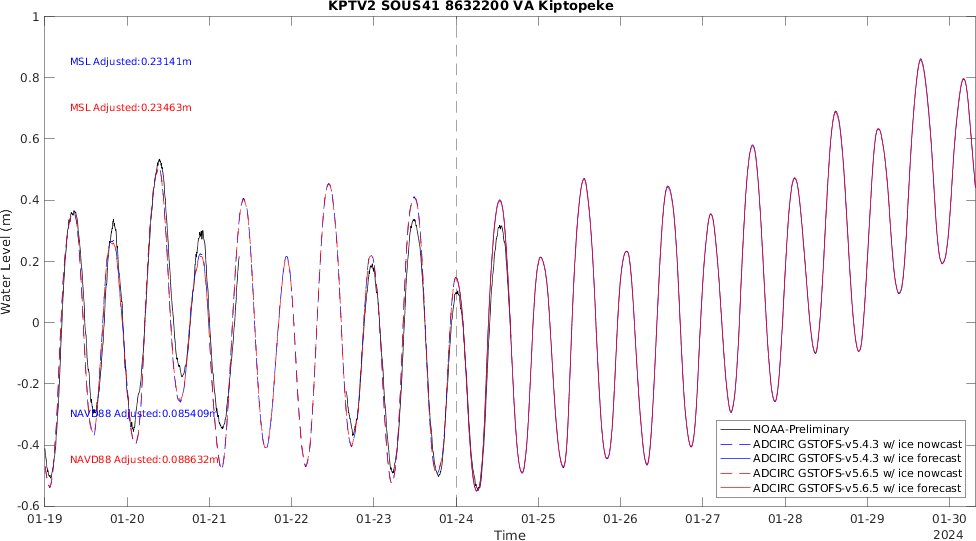 KPTV2 SOUS41 8632200 VA Kiptopeke
1
0.8
0.6
0.4
0.2
0
-0.2
-0.4
-0.6
Water Level (m)
MSL Adjusted:0.23141m
MSL Adjusted:0.23463m
NAVD88 Adjusted:0.085409m
NAVD88 Adjusted:0.088632m
NOAA-Preliminary
ADCIRC GSTOFS-v5.4.3 w/ ice nowcast
ADCIRC GSTOFS-v5.4.3 w/ ice forecast
ADCIRC GSTOFS-v5.6.5 w/ ice nowcast
ADCIRC GSTOFS-v5.6.5 w/ ice forecast
01-19 01-20 01-21 01-22 01-23 01-24 01-25 01-26 01-27 01-28 01-29 01-30
Time
2024